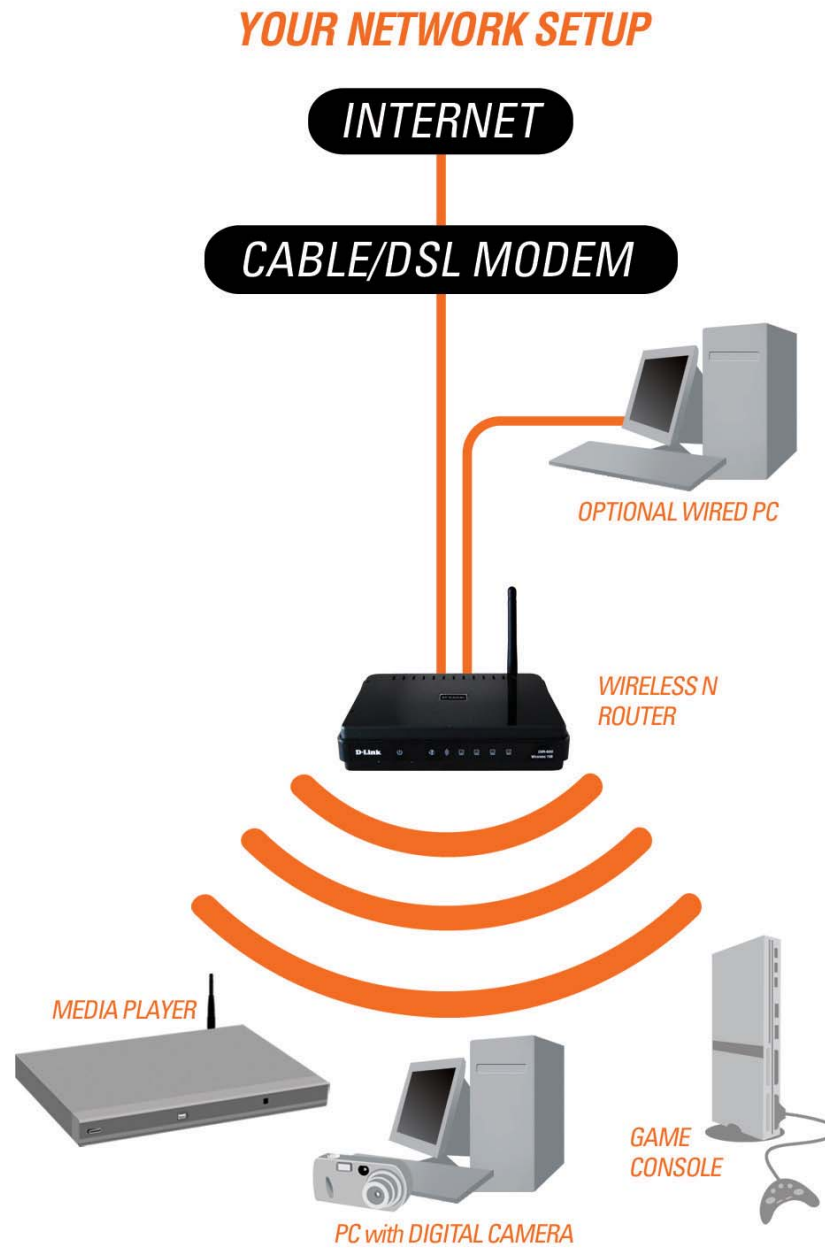 YOUR NETWORK SETUP
INTERNET
CABLE/DSL MODEM
OPTIONAL WIRED PC
WIRELESS N
ROUTER
D-Link
MEDIA PLAYER
GAME
CONSOLE
PC with DIGITAL CAMERA